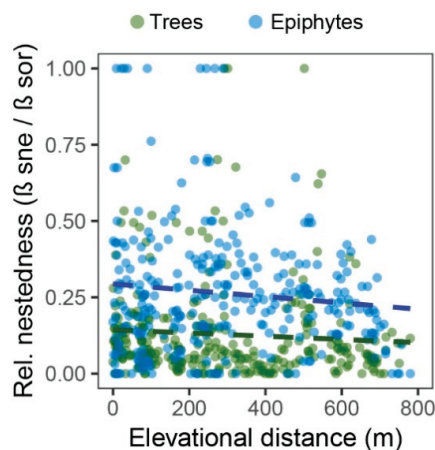 Trees Epiphytes
Rel. nestedness (ß sne / ß sor)
1.00
0.75
0.50
0.25
0.00
0 200 400 600 800
Elevational distance (m)